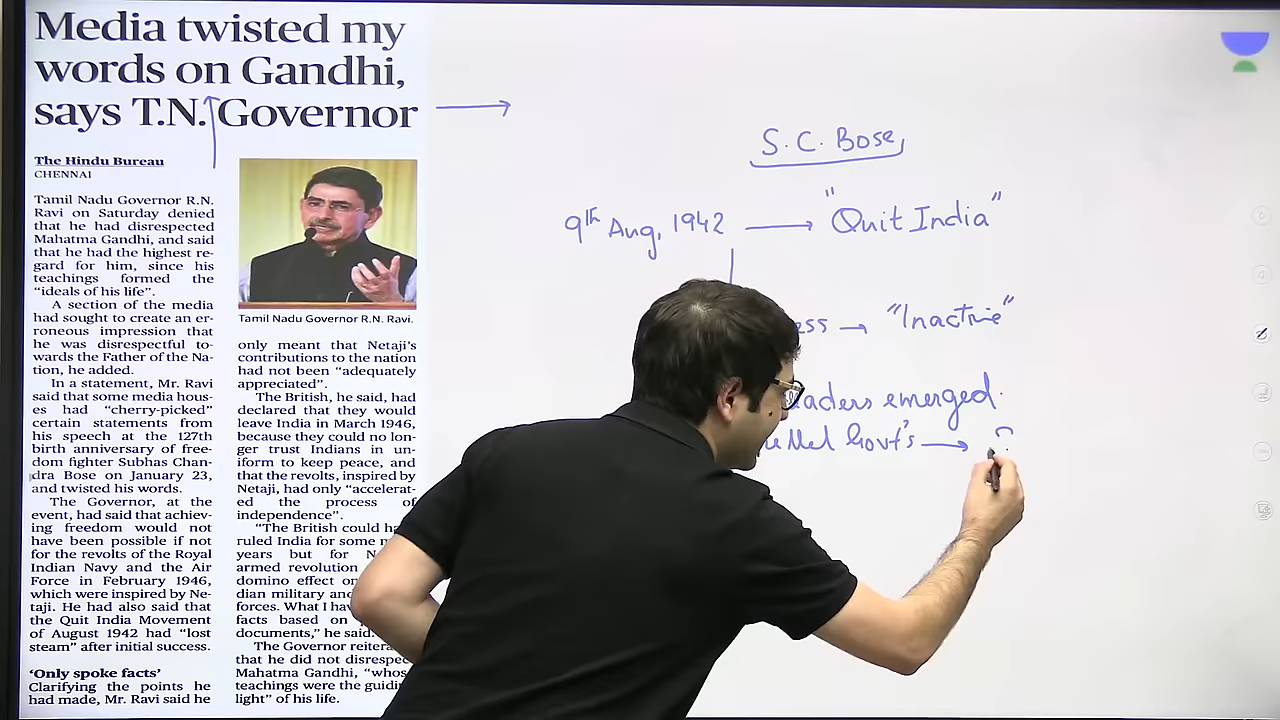 Media twisted my
words on Gandhi,
says T.N. Governor
The Hindu Bureau
CHENNAI
Tamil Nadu Governor R.N.
Ravi on Saturday denied
that he had disrespected
Mahatma Gandhi, and said
that he had the highest re-
gard for him, since his
teachings formed the
"ideals of his life".
A section of the media
had sought to create an er-
roneous impression that
he was disrespectful to-
wards the Father of the Na-
tion, he added.
In a statement, Mr. Ravi
said that some media hous-
es had "cherry-picked"
certain statements from
his speech at the 127th
birth anniversary of free-
dom fighter Subhas Chan-
dra Bose on January 23,
and twisted his words.
The Governor, at the
event, had said that achiev-
ing freedom would not
have been possible if not
for the revolts of the Royal
Indian Navy and the Air
Force in February 1946,
which were inspired by Ne-
taji. He had also said that
the Quit India Movement
of August 1942 had "lost
steam" after initial success.
'Only spoke facts'
Clarifying the points he
had made, Mr. Ravi said he
Tamil Nadu Governor R.N. Ravi.
only meant that Netaji's
contributions to the nation
had not been "adequately
appreciated".
The British, he said, had
declared that they would
leave India in March 1946,
because they could no lon-
ger trust Indians in un-
iform to keep peace, and
that the revolts, inspired by
Netaji, had only "accelerat-
ed the process of
independence".
"The British could ha
ruled India for some
years but for N
armed revolution
domino effect on
dian military and
forces. What I hav
facts based on
documents," he said.
The Governor reitera
that he did not disrespec
Mahatma Gandhi, "whos
teachings were the guidi
light" of his life.
S.C. Bose
9th Aug, 1942 → "Quit India"
ess → "Inactive"
eaders emerged.
llel Govt's →